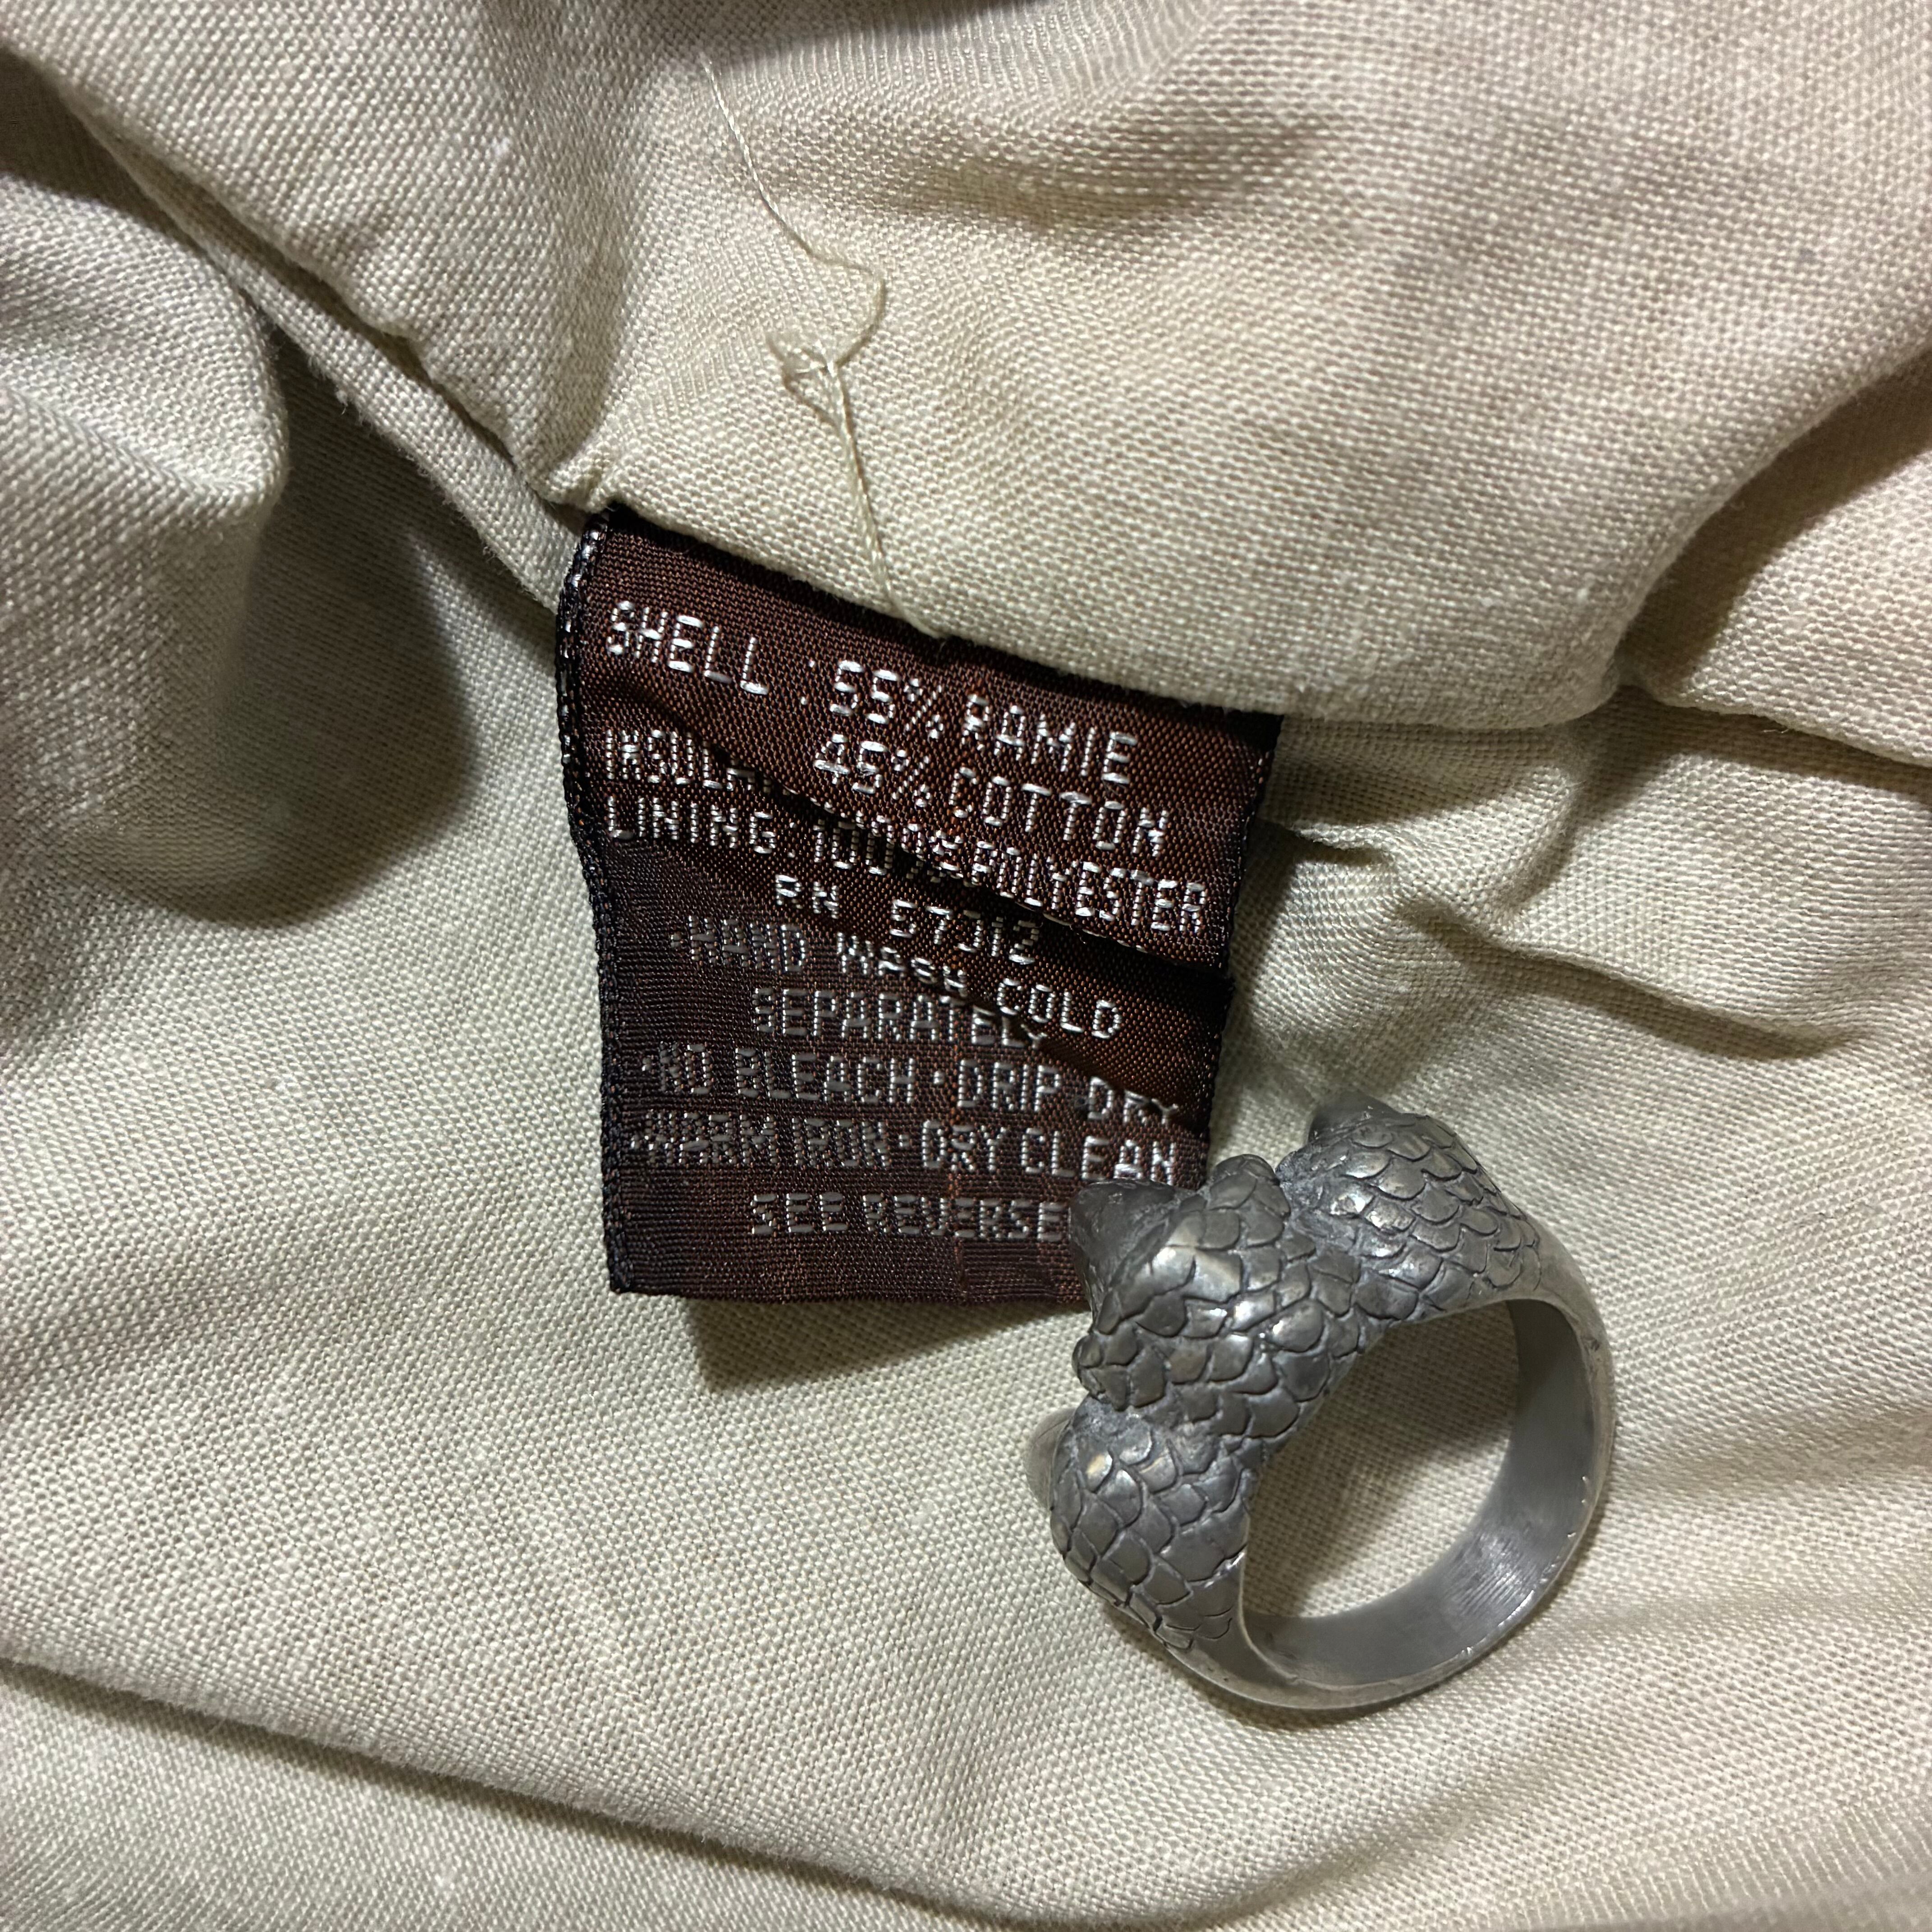 SHELL : 55% RAMIE
45% COTTON
POLYESTER
LINING. 100%
RN 57312
·HAND WASH COLD
SEPARATELY
·NO BLEACH·DRIP DRY
·WARM IRON·DRY CLEAN
SEE REVERSE